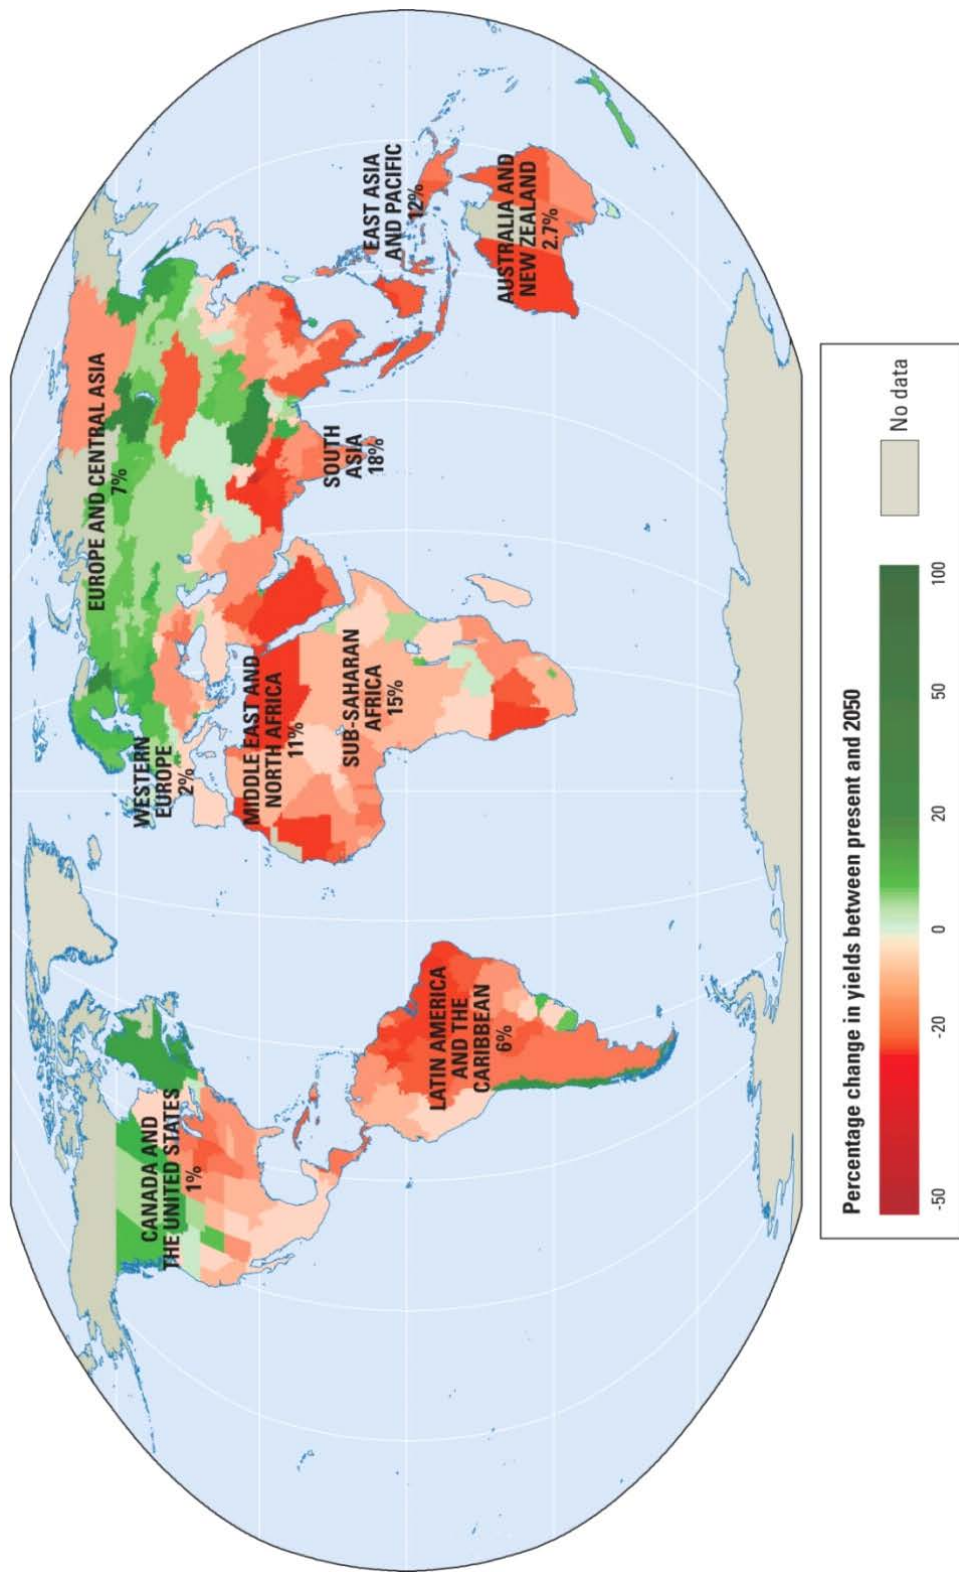 EUROPE AND CENTRAL ASIA
7%
WESTERN
EUROPE
2%
CANADA AND
THE UNITED STATES
1%
MIDDLE EAST AND
NORTH AFRICA
11%
SOUTH
ASIA
18%
EAST ASIA
AND PACIFIC
12%
SUB-SAHARAN
AFRICA
15%
LATIN AMERICA
AND THE
CARIBBEAN
6%
AUSTRALIA AND
NEW ZEALAND
2.7%
Percentage change in yields between present and 2050
-50 -20 0 20 50 100
No data